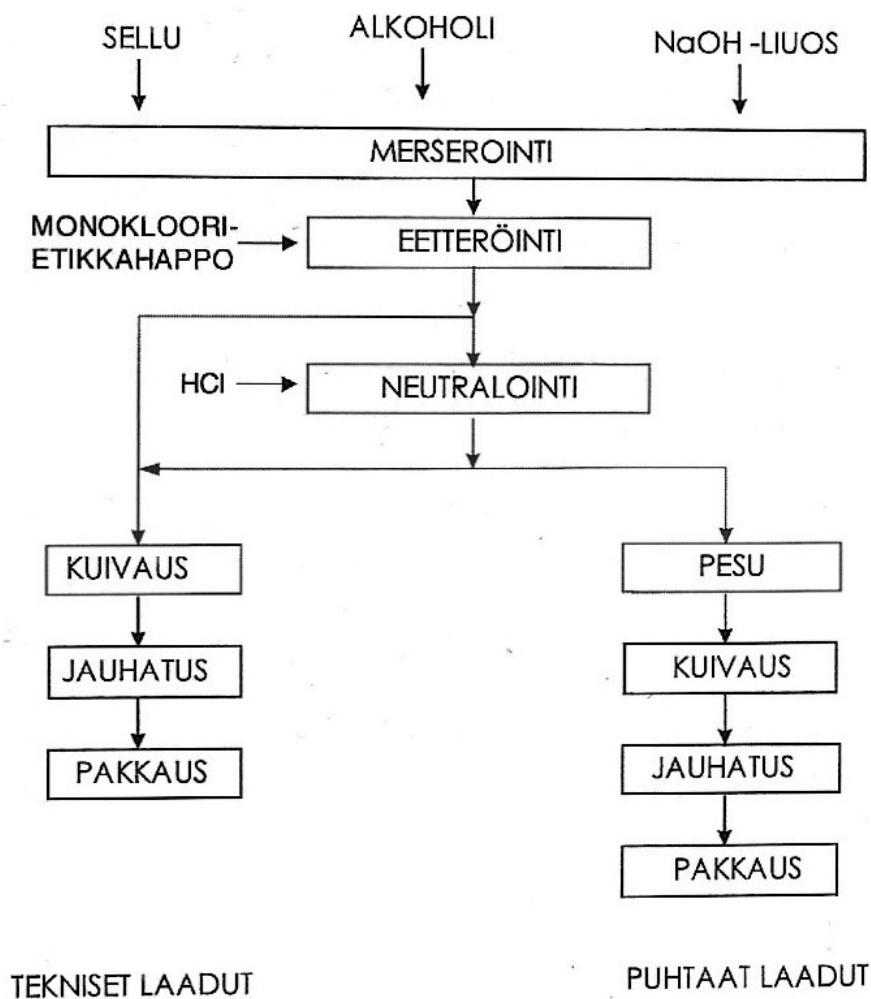 SELLU
ALKOHOLI
NaOH -LIUOS
MERSEROINTI
MONOKLOORI-
ETIKKAHAPPO
EETTERÖINTI
HCl
NEUTRALOINTI
KUIVAUS
JAUHATUS
PAKKAUS
PESU
KUIVAUS
JAUHATUS
PAKKAUS
TEKNISET LAADUT
PUHTAAT LAADUT